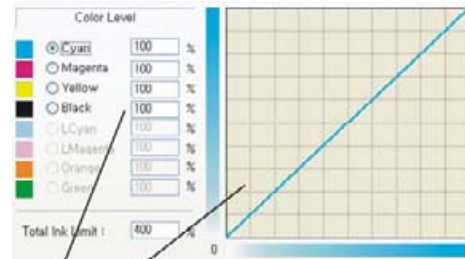 Color Level
Cyan 100 %
Magenta 100 %
Yellow 100 %
Black 100 %
LCyan 100 %
LMagenta 100 %
Orange 100 %
Green 100 %
Total Ink Limit : 400 %
0